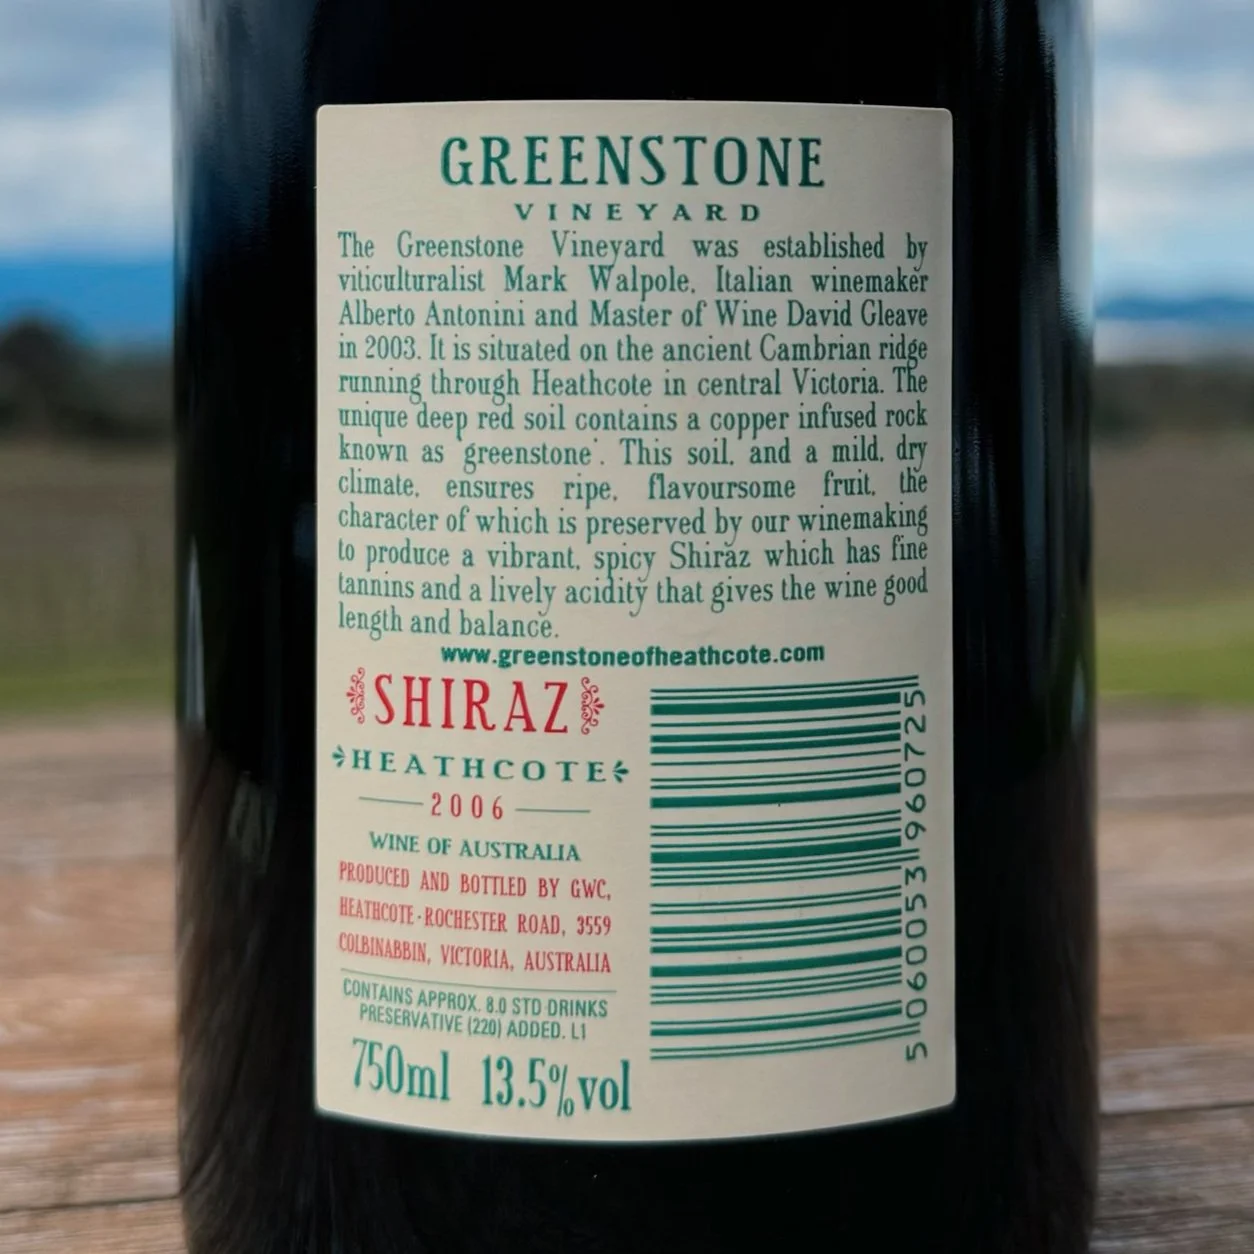 GREENSTONE
VINEYARD
The Greenstone Vineyard was established by
viticulturalist Mark Walpole, Italian winemaker
Alberto Antonini and Master of Wine David Gleave
in 2003. It is situated on the ancient Cambrian ridge
running through Heathcote in central Victoria. The
unique deep red soil contains a copper infused rock
known as 'greenstone'. This soil, and a mild, dry
climate, ensures ripe, flavoursome fruit, the
character of which is preserved by our winemaking
to produce a vibrant, spicy Shiraz which has fine
tannins and a lively acidity that gives the wine good
length and balance.
www.greenstoneofheathcote.com
SHIRAZ
HEATHCOTE
2006
WINE OF AUSTRALIA
PRODUCED AND BOTTLED BY GWC,
HEATHCOTE-ROCHESTER ROAD, 3559
COLBINABBIN, VICTORIA, AUSTRALIA
CONTAINS APPROX. 8.0 STD DRINKS
PRESERVATIVE (220) ADDED. L1
750ml 13.5%vol
5 060053 960725